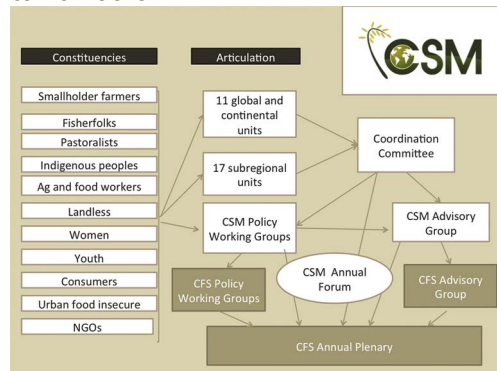 Constituencies
Articulation
CSM
Smallholder farmers
Fisherfolks
Pastoralists
Indigenous peoples
Ag and food workers
Landless
Women
Youth
Consumers
Urban food insecure
NGOs
11 global and
continental
units
17 subregional
units
CSM Policy
Working Groups
CFS Policy
Working Groups
Coordination
Committee
CSM Advisory
Group
CSM Annual
Forum
CFS Advisory
Group
CFS Annual Plenary